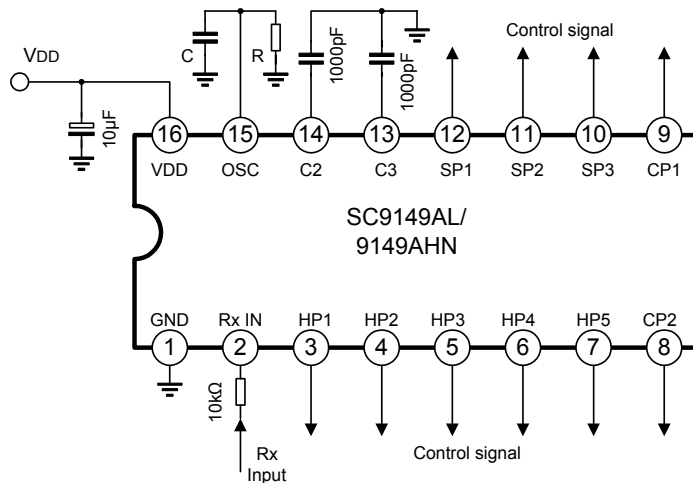 VDD
10µF
C
R
1000pF
1000pF
Control signal
16 15 14 13 12 11 10 9
VDD OSC C2 C3 SP1 SP2 SP3 CP1
SC9149AL/
9149AHN
GND Rx IN HP1 HP2 HP3 HP4 HP5 CP2
1 2 3 4 5 6 7 8
10kΩ
Rx
Input
Control signal